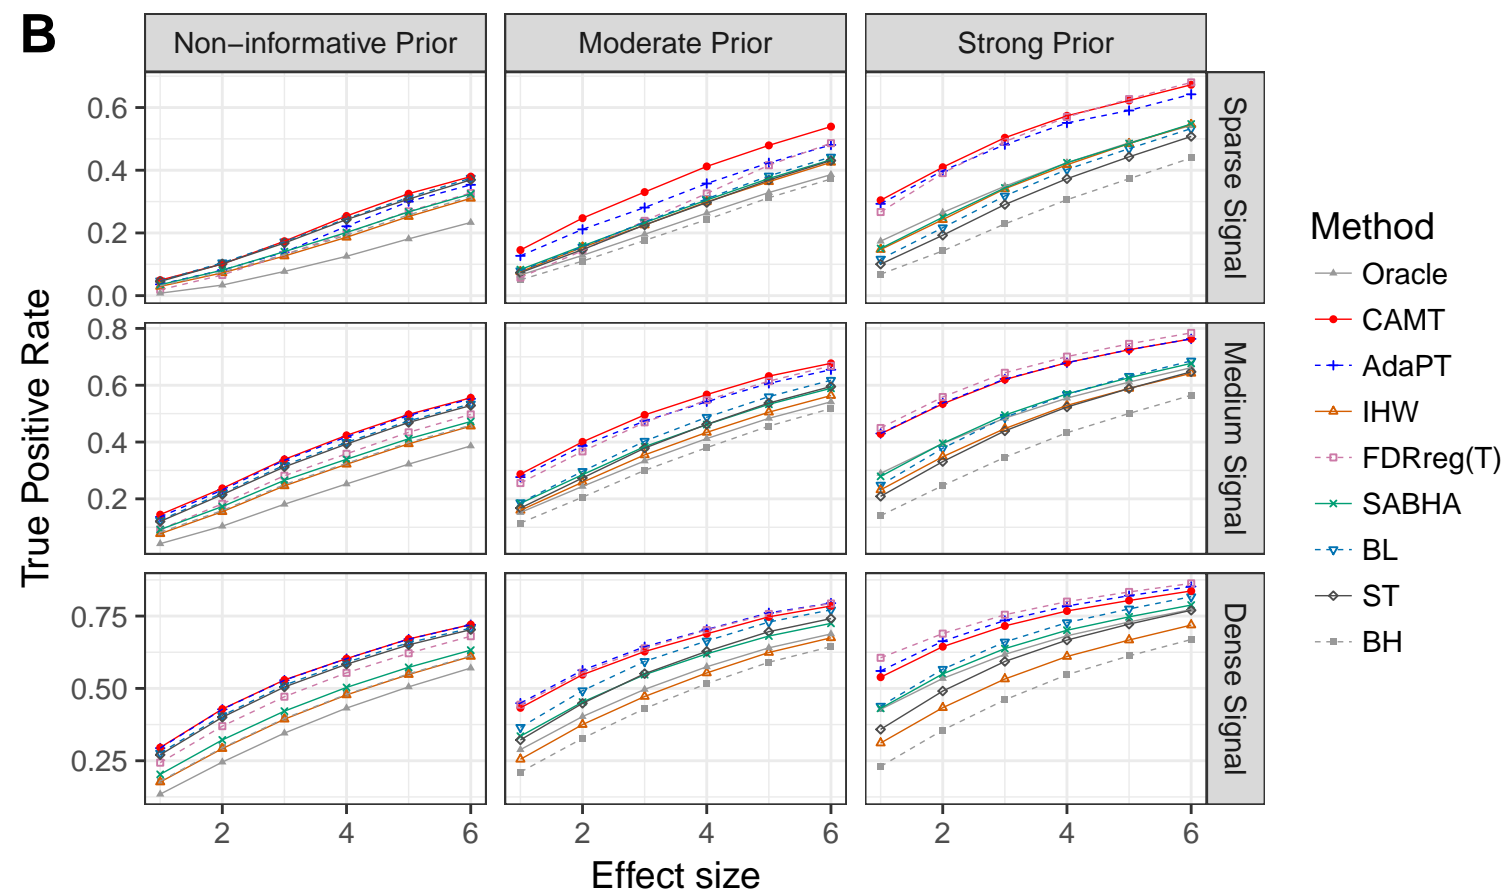 B
Non−informative Prior
Moderate Prior
Strong Prior
True Positive Rate
0.6
0.4
0.2
0.0
Sparse Signal
0.8
0.6
0.4
0.2
Medium Signal
0.75
0.50
0.25
Dense Signal
2 4 6
2 4 6
2 4 6
Effect size
Method
Oracle
CAMT
AdaPT
IHW
FDRreg(T)
SABHA
BL
ST
BH